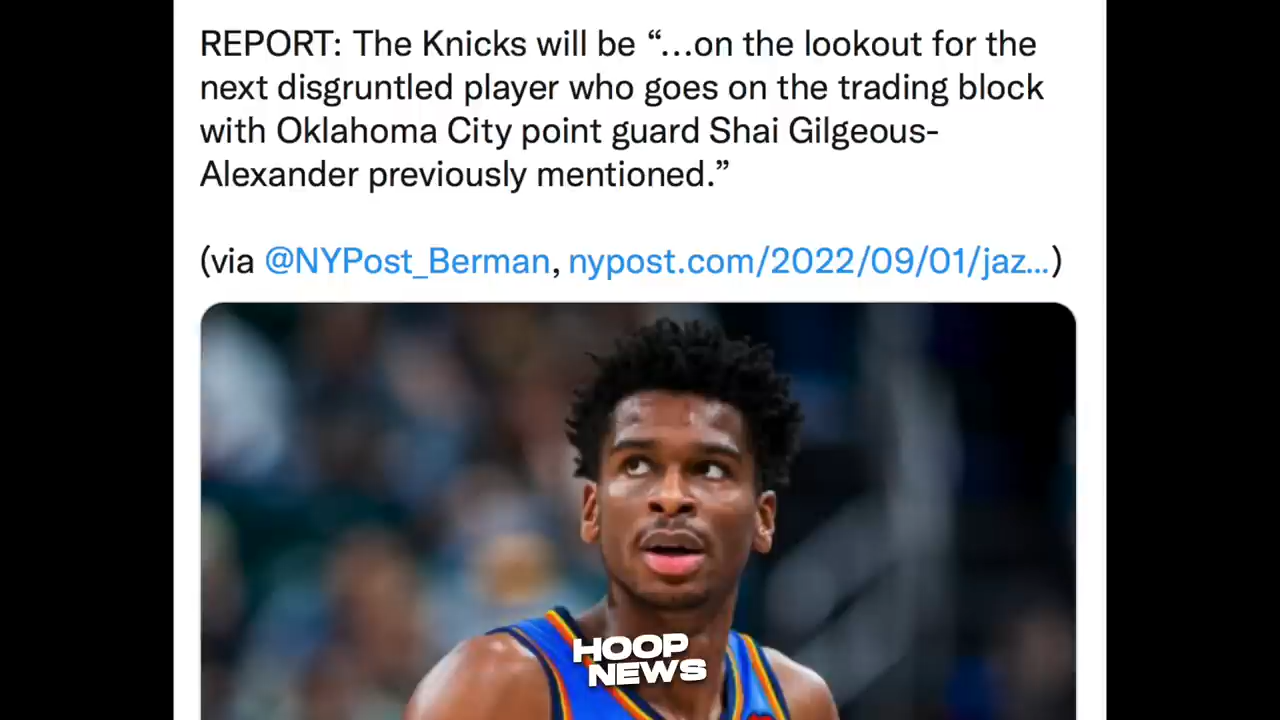 REPORT: The Knicks will be “…on the lookout for the
next disgruntled player who goes on the trading block
with Oklahoma City point guard Shai Gilgeous-
Alexander previously mentioned.”
(via @NYPost_Berman, nypost.com/2022/09/01/jaz…)
HOOP
NEWS